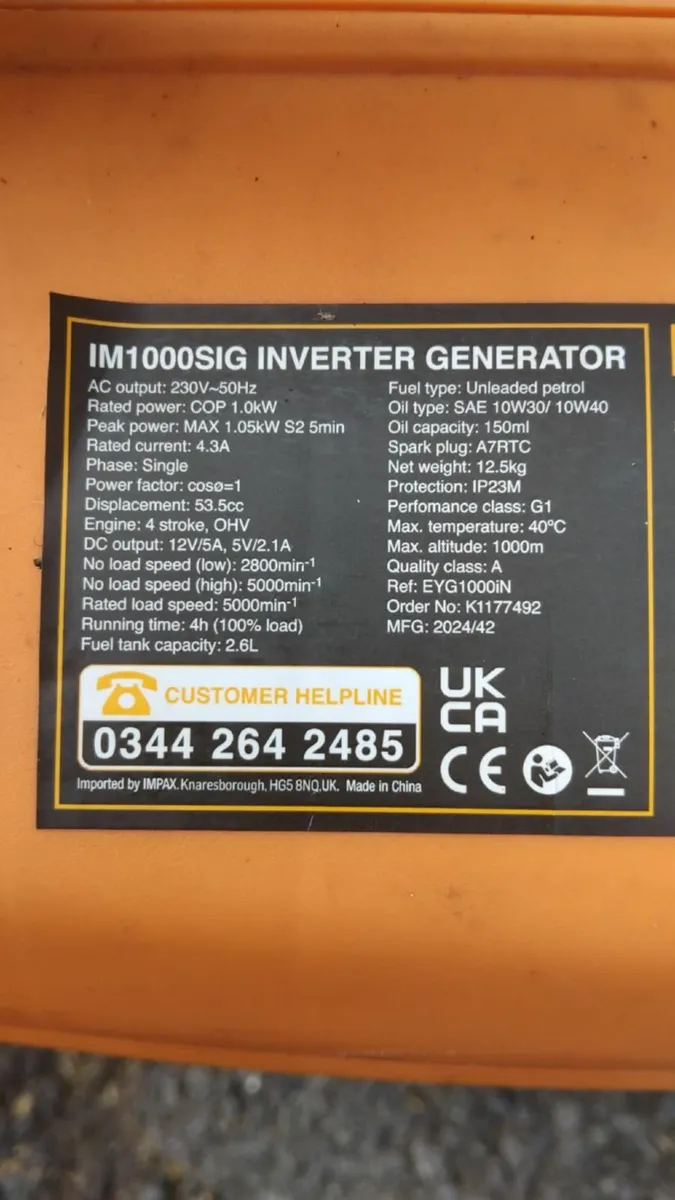 IM1000SIG INVERTER GENERATOR
AC output: 230V~50Hz
Rated power: COP 1.0kW
Peak power: MAX 1.05kW S2 5min
Rated current: 4.3A
Phase: Single
Power factor: cosø=1
Displacement: 53.5cc
Engine: 4 stroke, OHV
DC output: 12V/5A, 5V/2.1A
No load speed (low): 2800min-1
No load speed (high): 5000min-1
Rated load speed: 5000min-1
Running time: 4h (100% load)
Fuel tank capacity: 2.6L
Fuel type: Unleaded petrol
Oil type: SAE 10W30/ 10W40
Oil capacity: 150ml
Spark plug: A7RTC
Net weight: 12.5kg
Protection: IP23M
Perfomance class: G1
Max. temperature: 40ºC
Max. altitude: 1000m
Quality class: A
Ref: EYG1000iN
Order No: K1177492
MFG: 2024/42
CUSTOMER HELPLINE
0344 264 2485
Imported by IMPAX. Knaresborough, HG5 8NQ.UK. Made in China
UK
CA
CE